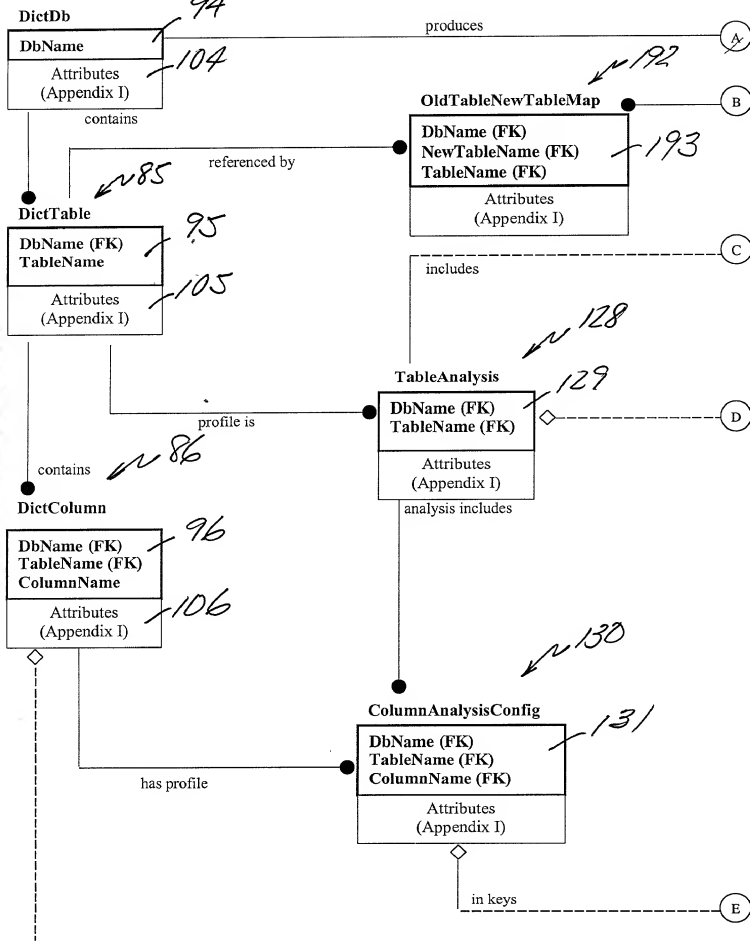 DictDb
94
DbName
produces
A
Attributes
(Appendix I)
104
contains
192
B
OldTableNewTableMap
DbName (FK)
NewTableName (FK)
TableName (FK)
193
Attributes
(Appendix I)
referenced by
85
DictTable
DbName (FK)
TableName
95
Attributes
(Appendix I)
105
C
includes
128
TableAnalysis
129
DbName (FK)
TableName (FK)
D
Attributes
(Appendix I)
profile is
contains
86
analysis includes
DictColumn
DbName (FK)
TableName (FK)
ColumnName
96
Attributes
(Appendix I)
106
130
ColumnAnalysisConfig
131
DbName (FK)
TableName (FK)
ColumnName (FK)
has profile
Attributes
(Appendix I)
in keys
E